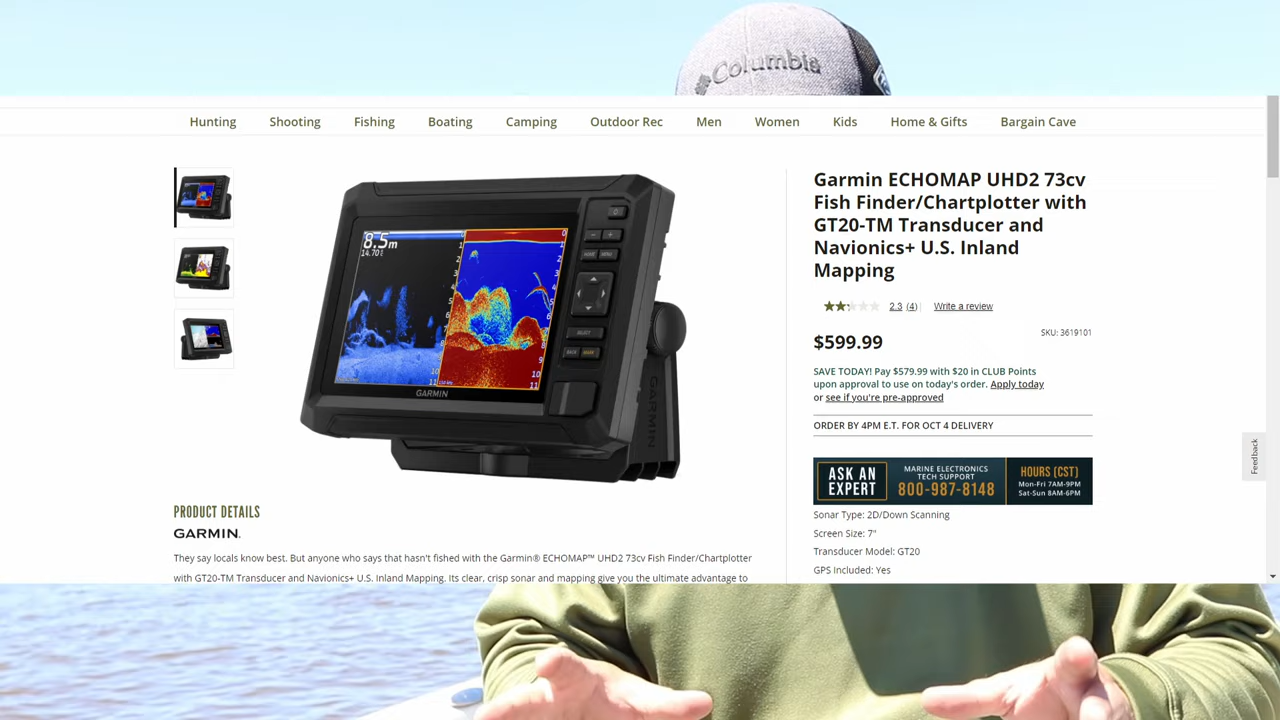 Columbia
Hunting
Shooting
Fishing
Boating
Camping
Outdoor Rec
Men
Women
Kids
Home & Gifts
Bargain Cave
8.5m
14.70
GARMIN
GARMIN
Garmin ECHOMAP UHD2 73cv
Fish Finder/Chartplotter with
GT20-TM Transducer and
Navionics+ U.S. Inland
Mapping
2.3 (4) Write a review
SKU: 3619101
$599.99
SAVE TODAY! Pay $579.99 with $20 in CLUB Points
upon approval to use on today's order. Apply today
or see if you're pre-approved
ORDER BY 4PM E.T. FOR OCT 4 DELIVERY
ASK AN
EXPERT
MARINE ELECTRONICS
TECH SUPPORT
800-987-8148
HOURS (CST)
Mon-Fri 7AM-9PM
Sat-Sun 8AM-6PM
Sonar Type: 2D/Down Scanning
Screen Size: 7"
Transducer Model: GT20
GPS Included: Yes
Feedback
PRODUCT DETAILS
GARMIN.
They say locals know best. But anyone who says that hasn't fished with the Garmin® ECHOMAP™ UHD2 73cv Fish Finder/Chartplotter
with GT20-TM Transducer and Navionics+ U.S. Inland Mapping. Its clear, crisp sonar and mapping give you the ultimate advantage to